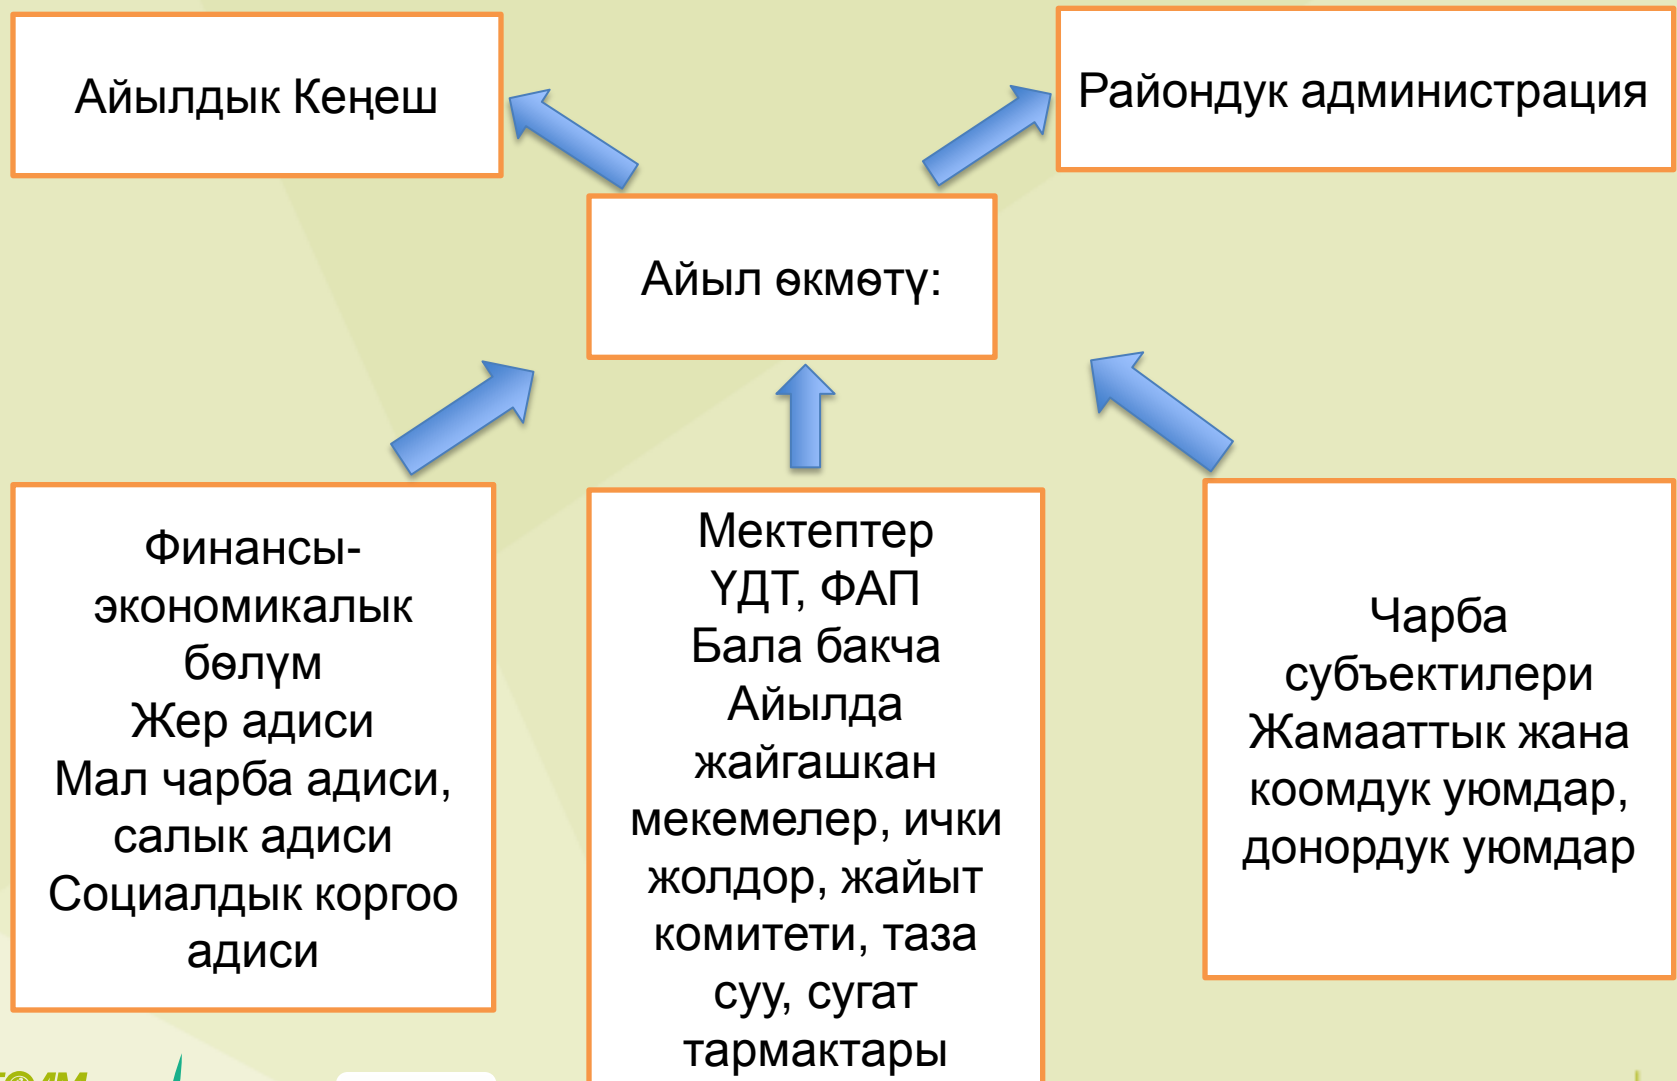 Айылдык Кеңеш
Райондук администрация
Айыл өкмөтү:
Финансы-
экономикалык
бөлүм
Жер адиси
Мал чарба адиси,
салык адиси
Социалдык коргоо
адиси
Мектептер
ҮДТ, ФАП
Бала бакча
Айылда
жайгашкан
мекемелер, ички
жолдор, жайыт
комитети, таза
суу, сугат
тармактары
Чарба
субъектилери
Жамааттык жана
коомдук уюмдар,
донордук уюмдар